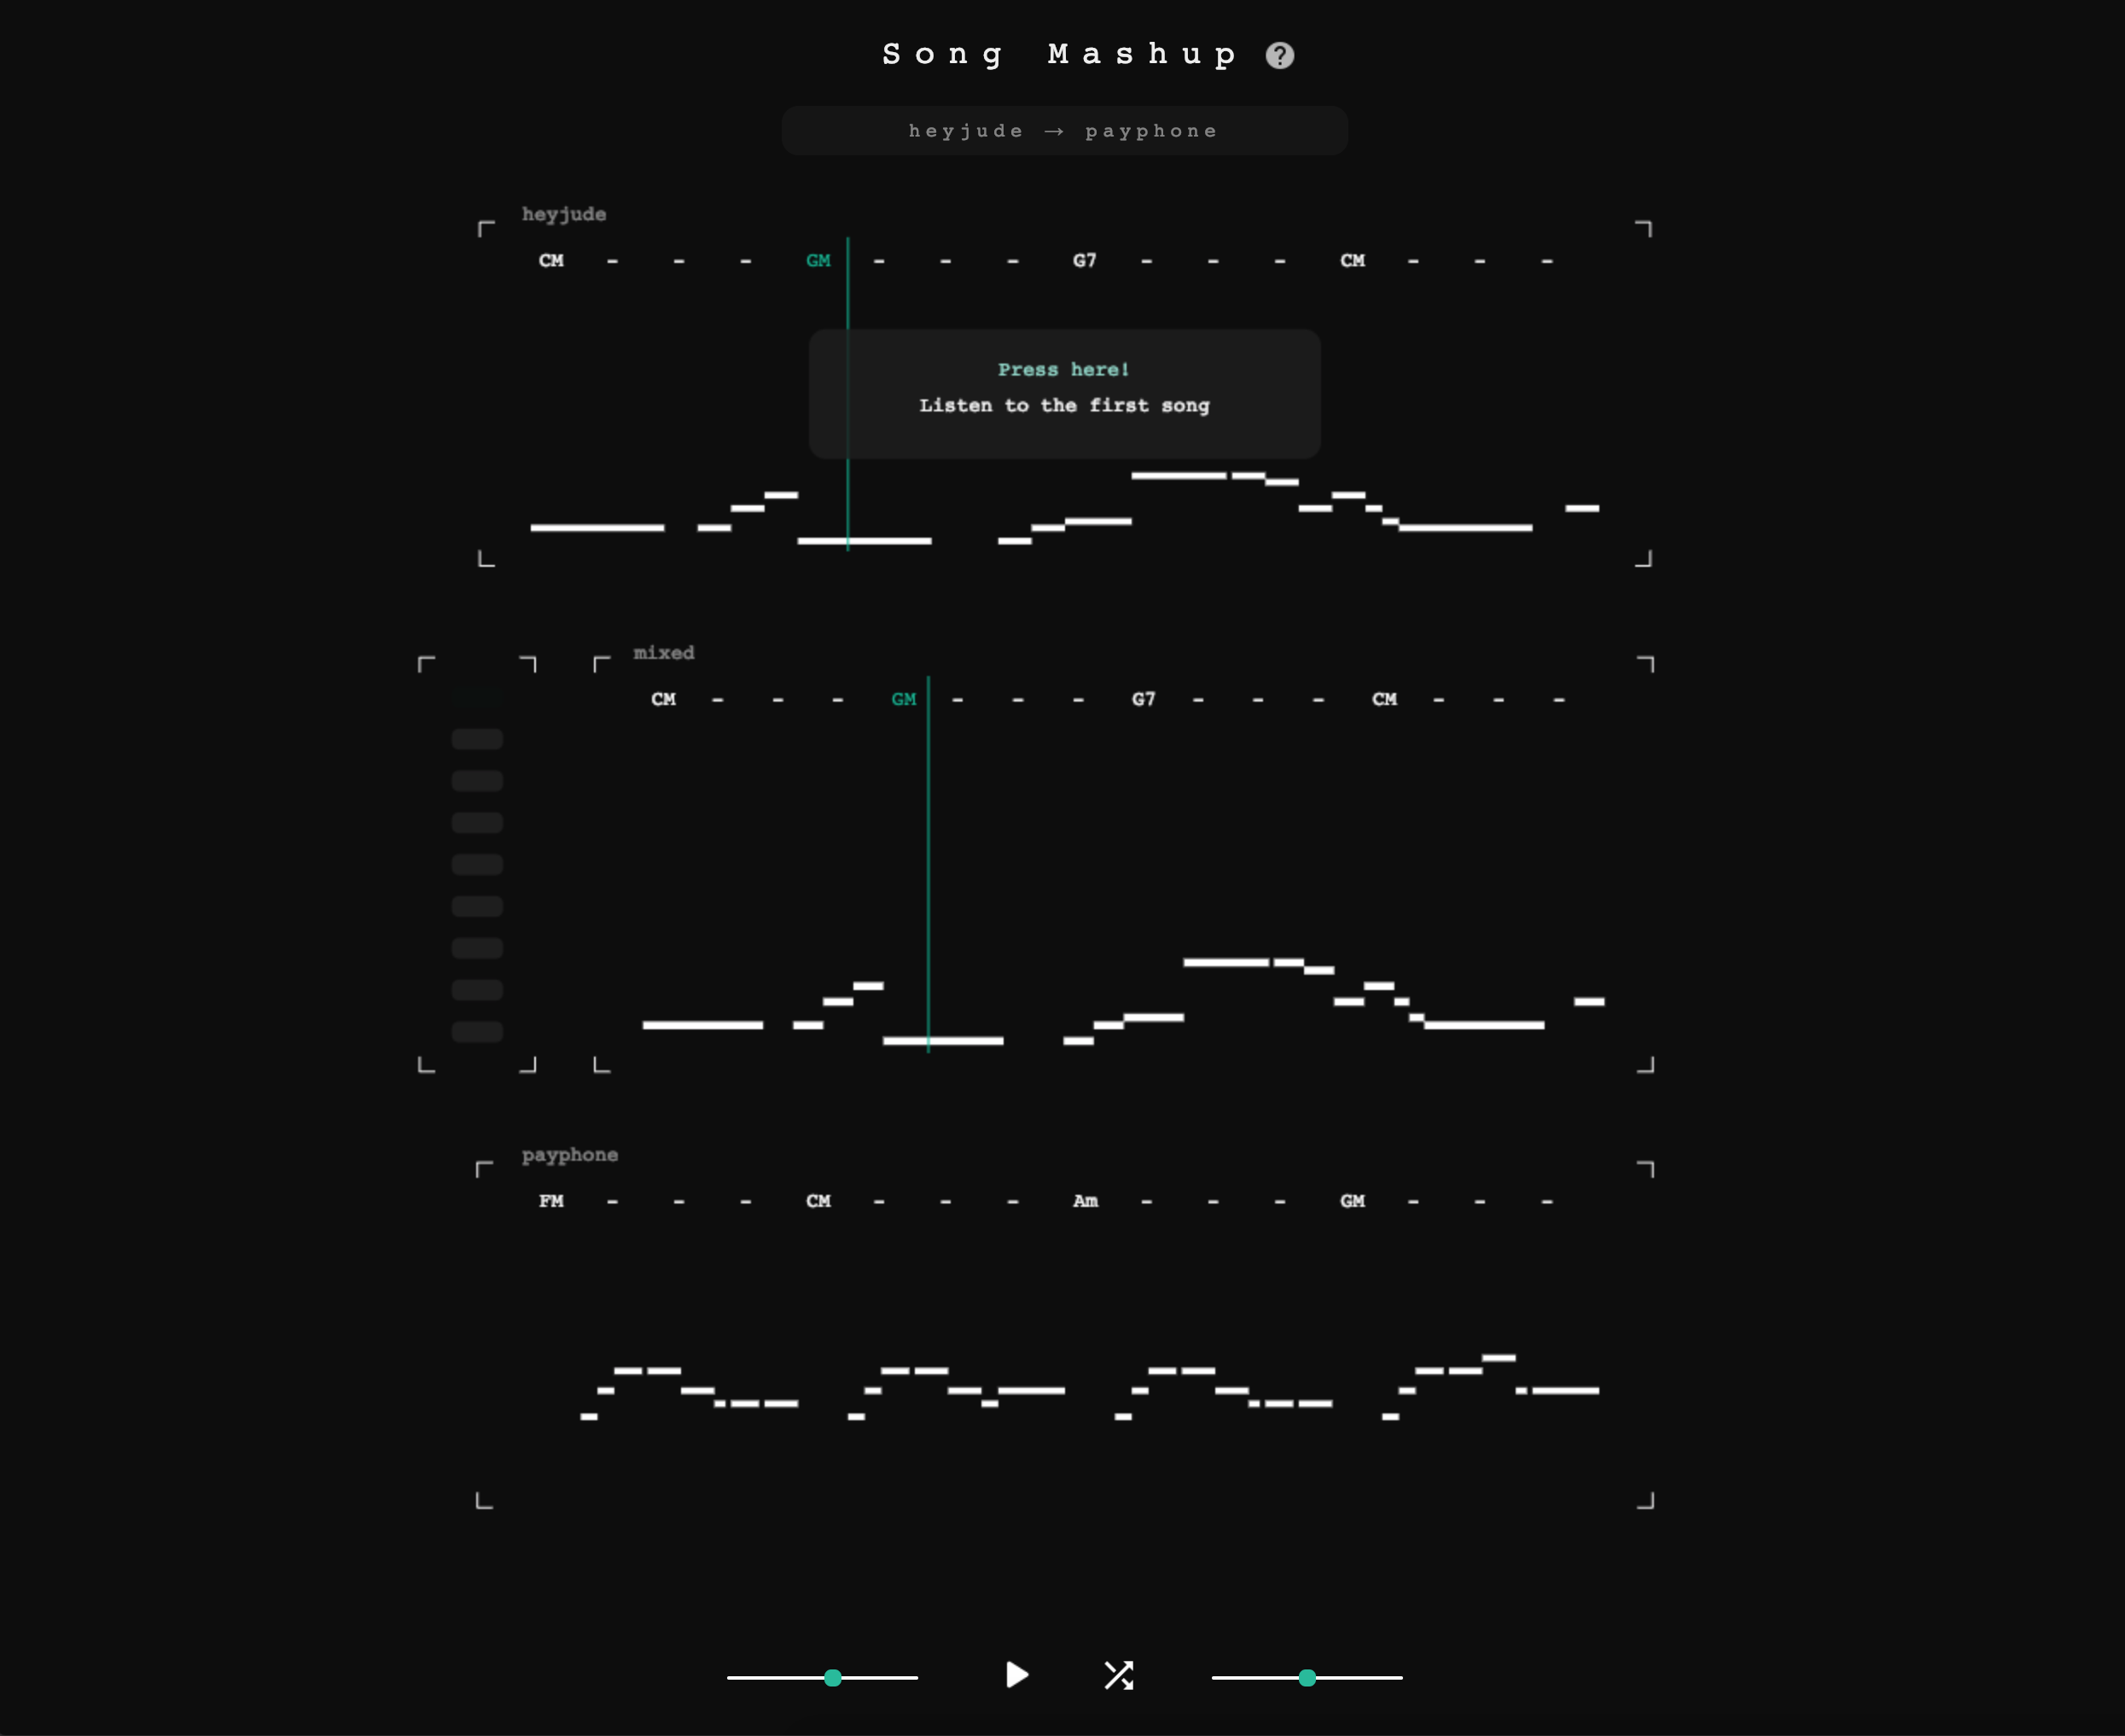 Song Mashup ?
heyjude → payphone
heyjude
CM - - - GM - - - G7 - - - CM - - -
Press here!
Listen to the first song
mixed
CM - - - GM - - - G7 - - - CM - - -
payphone
FM - - - CM - - - Am - - - GM - - -